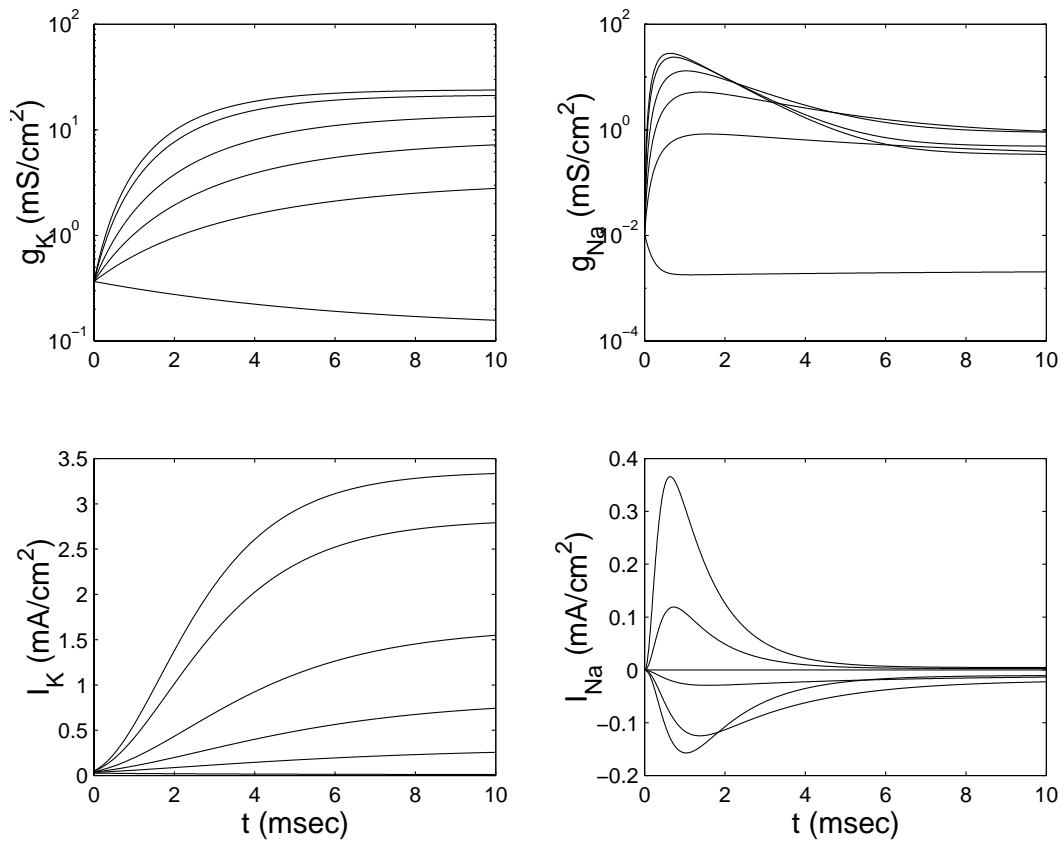 10^2
10^1
10^0
10^-1
g_K (mS/cm^2)
0 2 4 6 8 10
10^2
10^0
10^-2
10^-4
g_Na (mS/cm^2)
0 2 4 6 8 10
3.5
3
2.5
2
1.5
1
0.5
0
I_K (mA/cm^2)
0 2 4 6 8 10
t (msec)
0.4
0.3
0.2
0.1
0
−0.1
−0.2
I_Na (mA/cm^2)
0 2 4 6 8 10
t (msec)